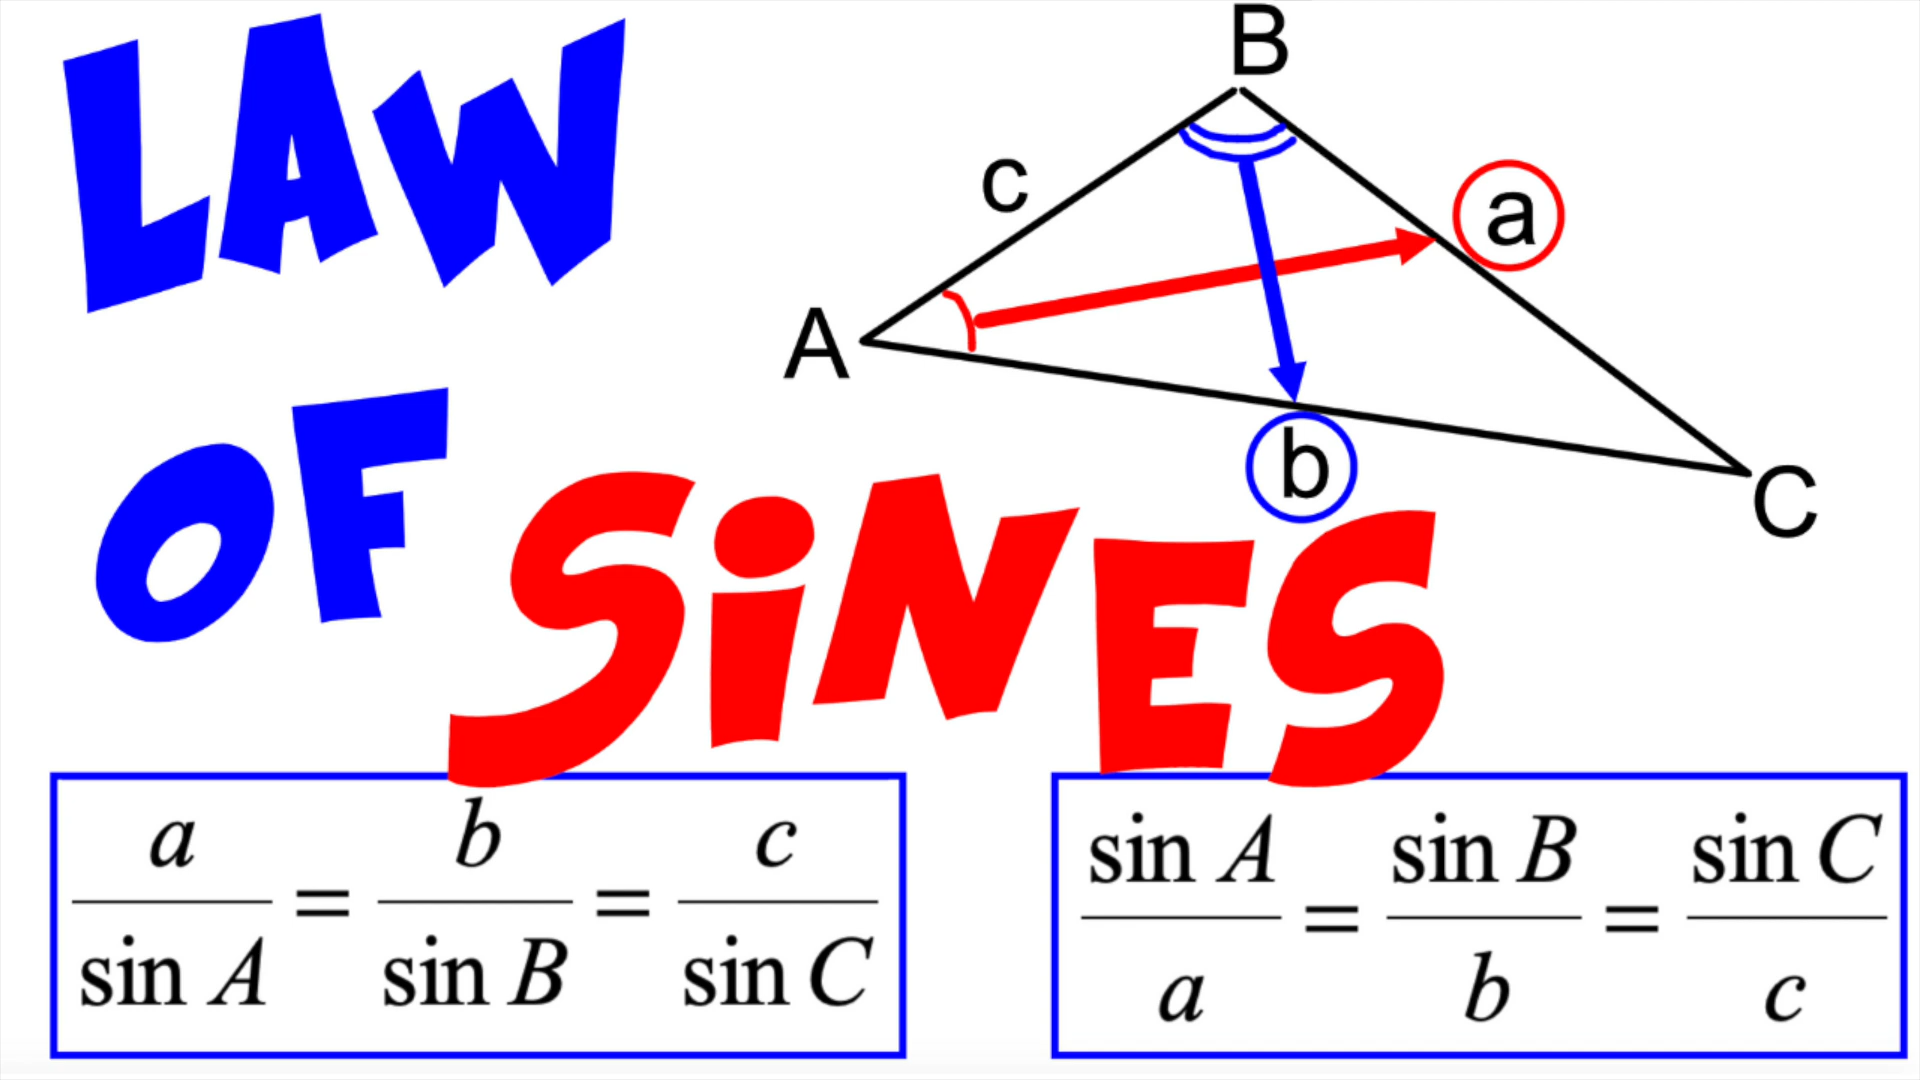 LAW
OF
SiNES
B
c
a
A
b
C
a/sin A = b/sin B = c/sin C
sin A/a = sin B/b = sin C/c